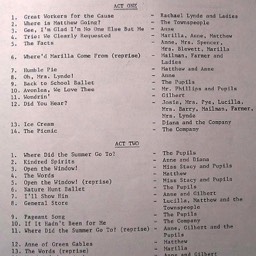 ACT ONE
1. Great Workers for the Cause - Rachael Lynde and Ladies
2. Where is Matthew Going? - The Townspeople
3. Gee, I'm Glad I'm No One Else But Me - Anne
4. Trio: We Clearly Requested - Marilla, Anne, Matthew
5. The Facts - Anne, Mrs. Spencer,
Mrs. Blewett, Marilla
6. Where'd Marilla Come From (reprise) - Mailman, Farmer and
Ladies
7. Humble Pie - Matthew and Anne
8. Oh, Mrs. Lynde! - Anne
9. Back to School Ballet - The Pupils
10. Avonlea, We Love Thee - Mr. Phillips and Pupils
11. Wondrin' - Gilbert
12. Did You Hear? - Josie, Mrs. Pye, Lucilla,
Mrs. Barry, Mailman, Farmer,
Mrs. Lynde
13. Ice Cream - Diana and the Company
14. The Picnic - The Company
ACT TWO
1. Where Did the Summer Go To? - The Pupils
2. Kindred Spirits - Anne and Diana
3. Open the Window! - Miss Stacy and Pupils
4. The Words - Matthew
5. Open the Window! (reprise) - Miss Stacy and Pupils
6. Nature Hunt Ballet - The Pupils
7. I'll Show Him - Anne and Gilbert
8. General Store - Lucilla, Matthew and the
Townspeople
9. Pageant Song - The Pupils
10. If It Hadn't Been for Me - The Company
11. Where Did the Summer Go To? (reprise) - Anne, Gilbert and the
Pupils
12. Anne of Green Gables - Matthew
13. The Words (reprise) - Marilla
- Anne and Gilbert